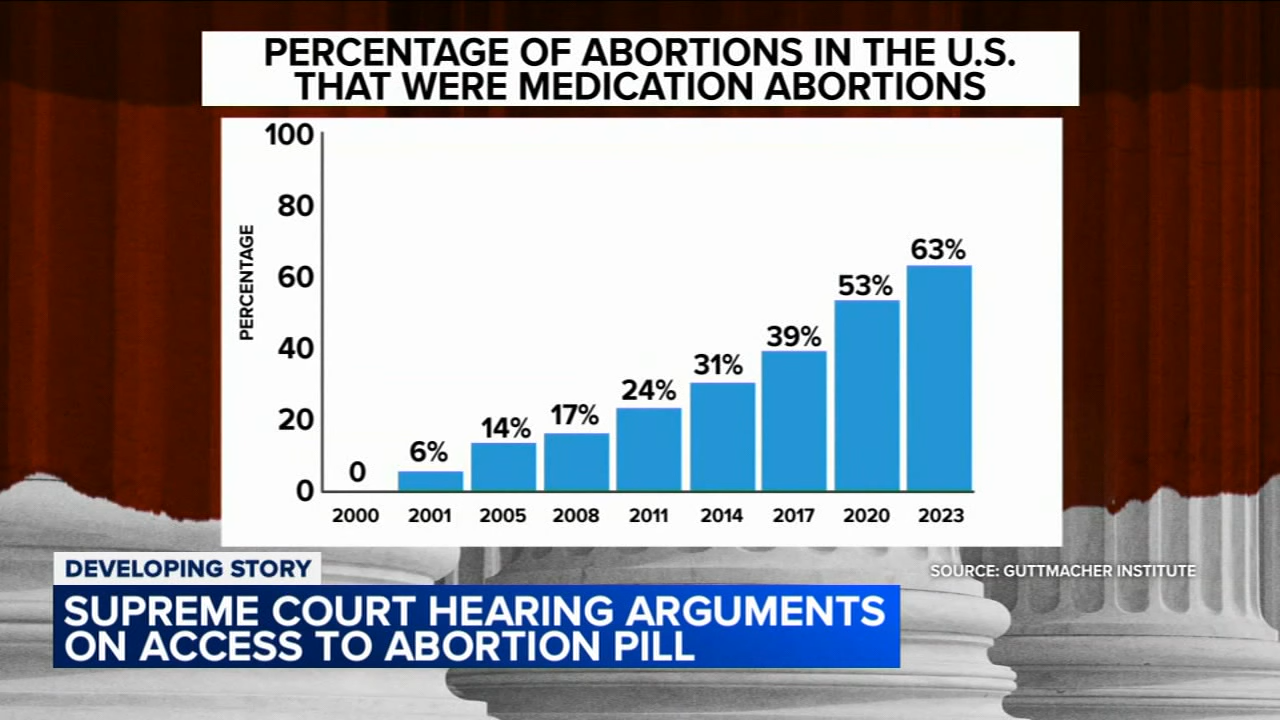 PERCENTAGE OF ABORTIONS IN THE U.S.
THAT WERE MEDICATION ABORTIONS
PERCENTAGE
100
80
60
40
20
0
0
6%
14%
17%
24%
31%
39%
53%
63%
2000 2001 2005 2008 2011 2014 2017 2020 2023
DEVELOPING STORY
SOURCE: GUTTMACHER INSTITUTE
SUPREME COURT HEARING ARGUMENTS
ON ACCESS TO ABORTION PILL